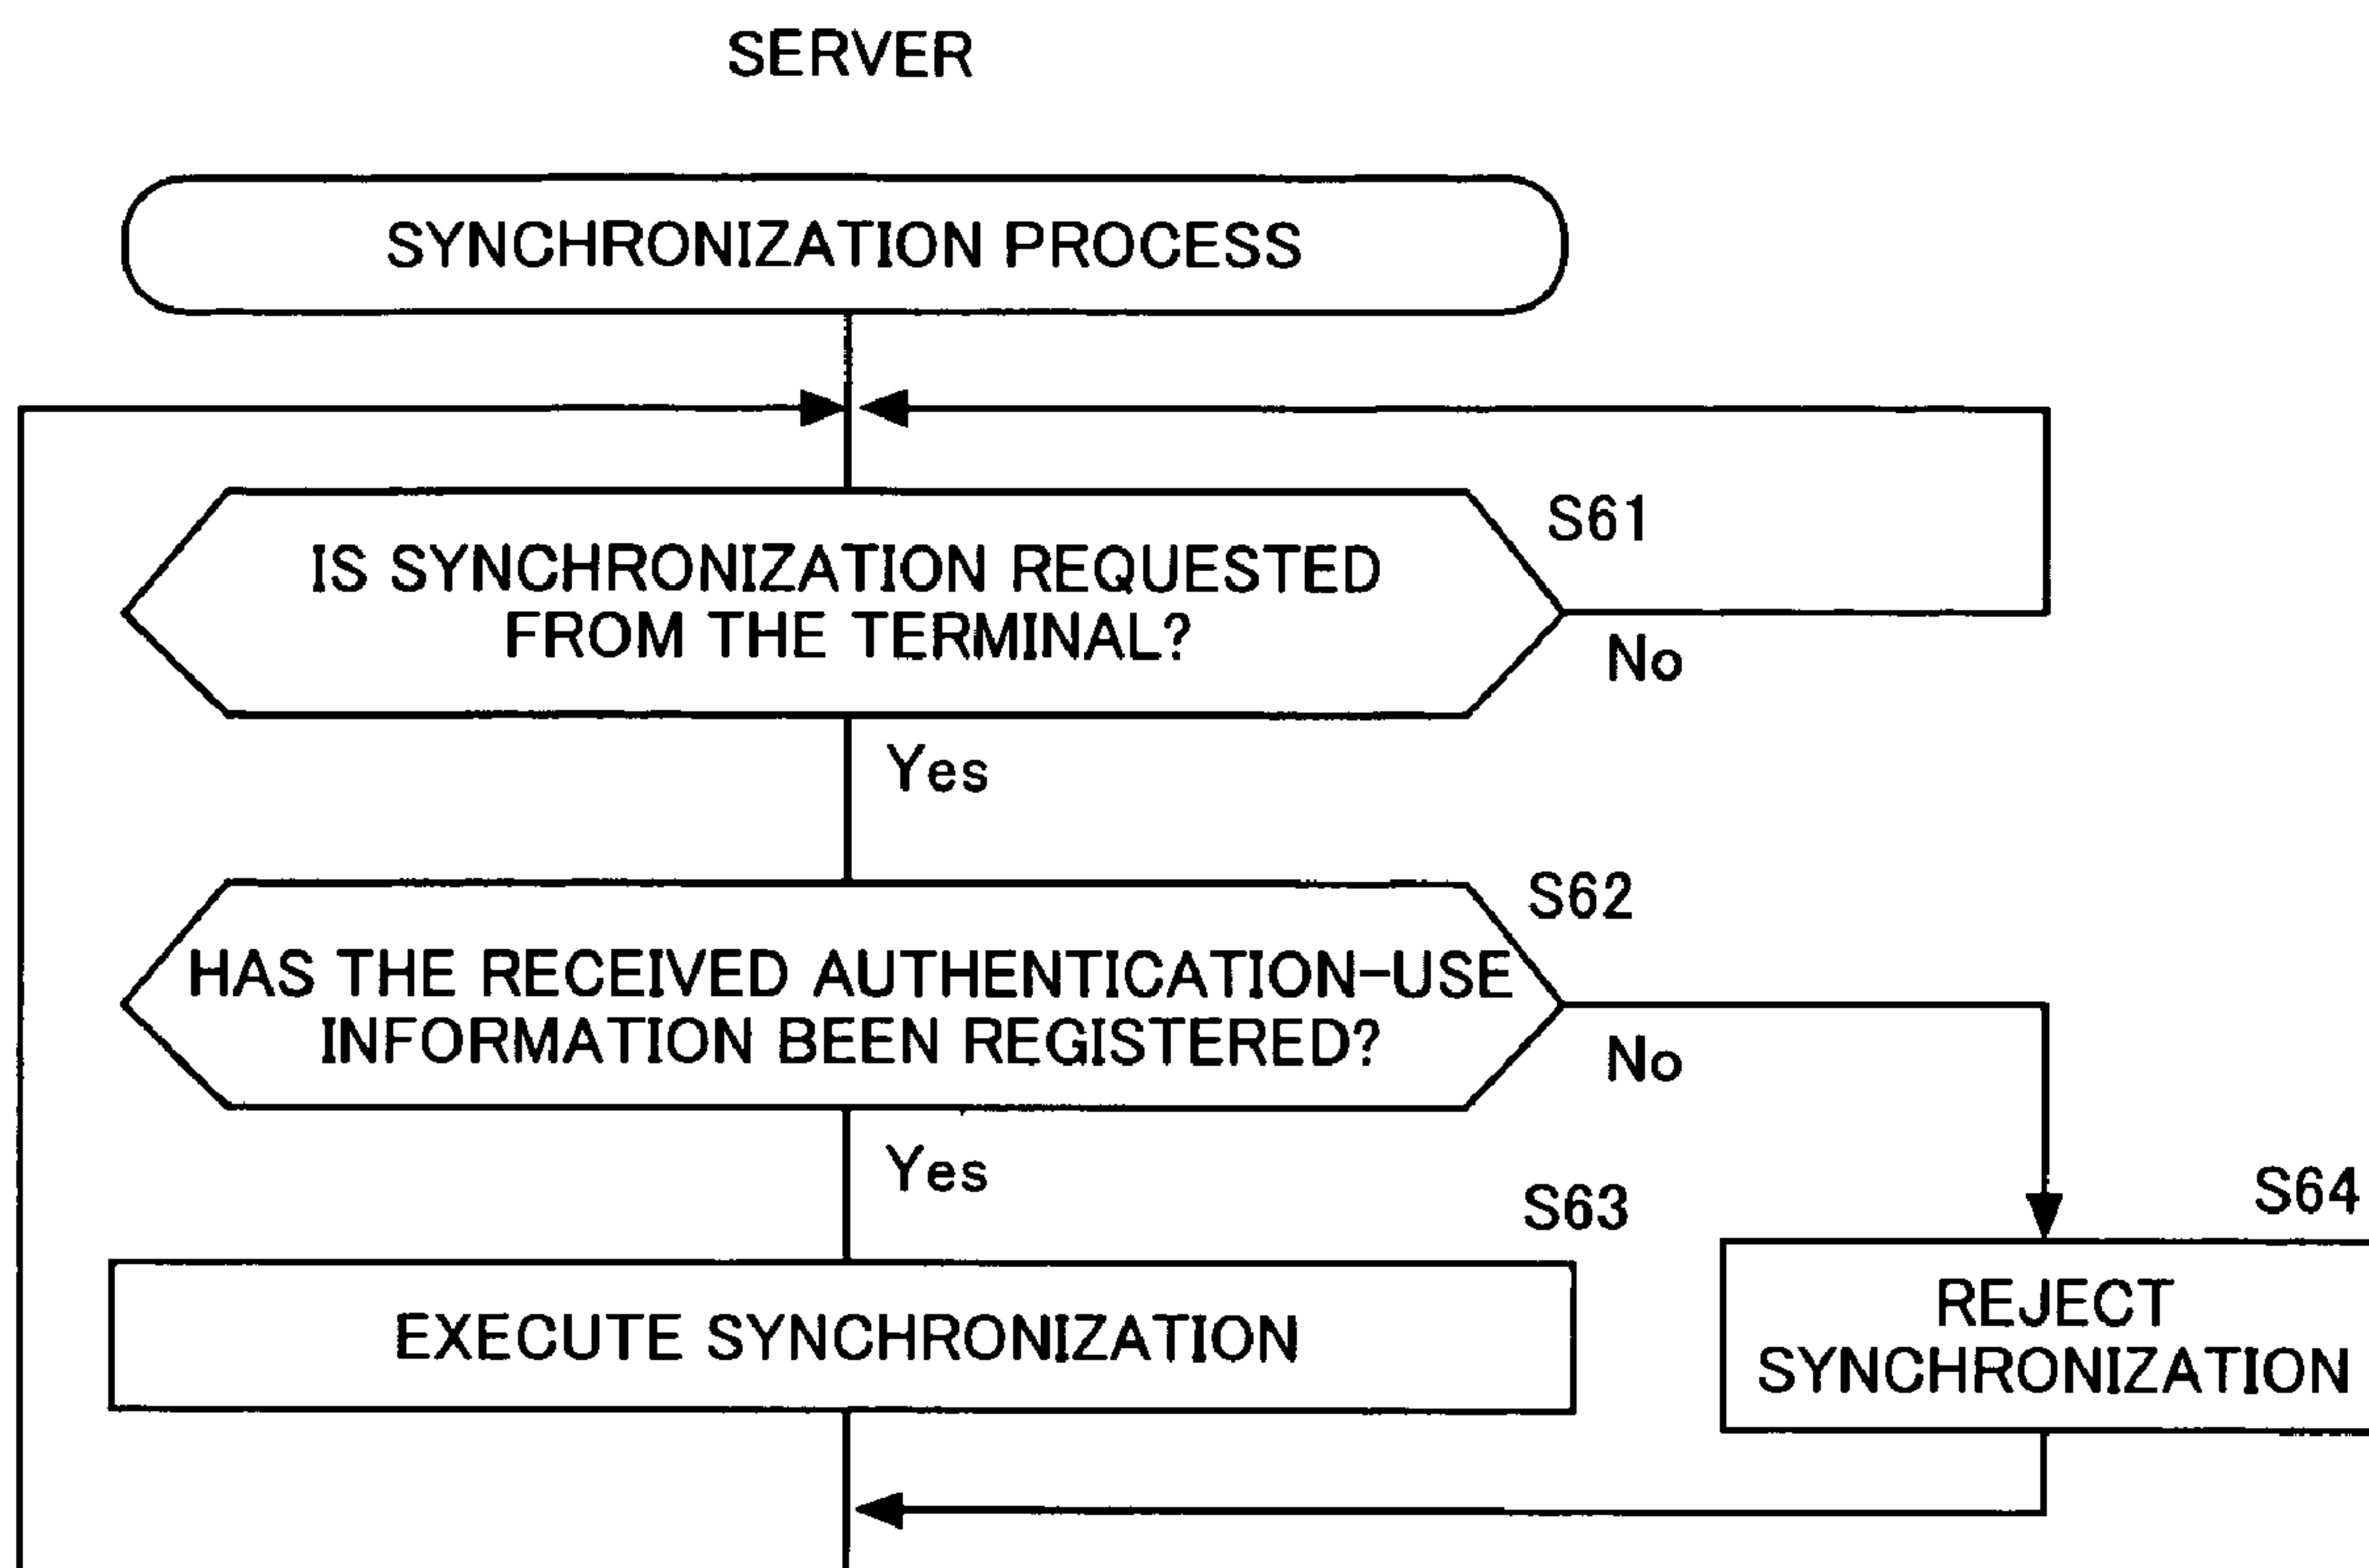 SERVER
SYNCHRONIZATION PROCESS
S61
IS SYNCHRONIZATION REQUESTED
FROM THE TERMINAL?
No
Yes
S62
HAS THE RECEIVED AUTHENTICATION-USE
INFORMATION BEEN REGISTERED?
No
Yes
S63
S64
EXECUTE SYNCHRONIZATION
REJECT
SYNCHRONIZATION